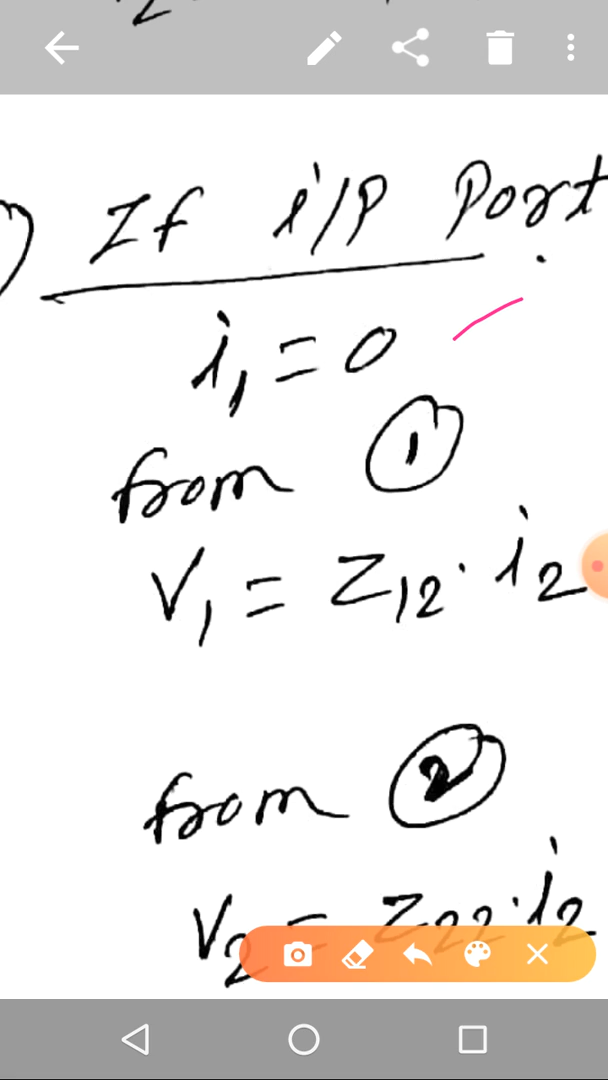 If i/p Port
i₁ = 0
from ①
V₁ = Z₁₂ · i₂
from ②
V₂ = Z₂₂ · i₂